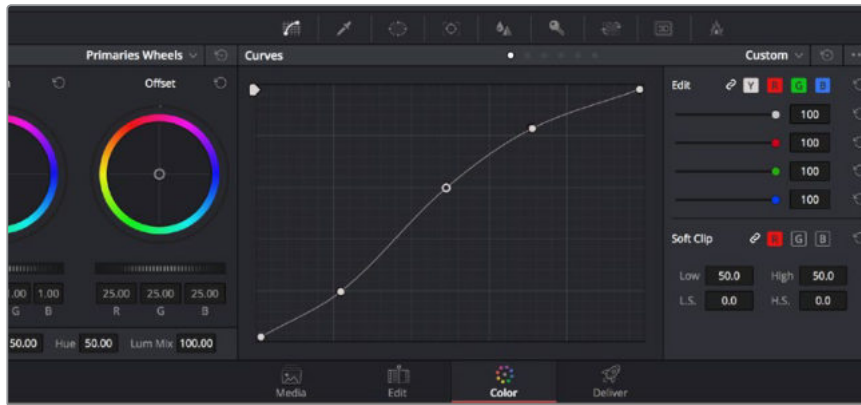 Primaries Wheels
Curves
Custom
Offset
Edit Y R G B
100
100
100
100
Soft Clip R G B
Low 50.0 High 50.0
L.S. 0.0 H.S. 0.0
1.00 25.00 25.00 25.00
G B R G B
50.00 Hue 50.00 Lum Mix 100.00
Media Edit Color Deliver